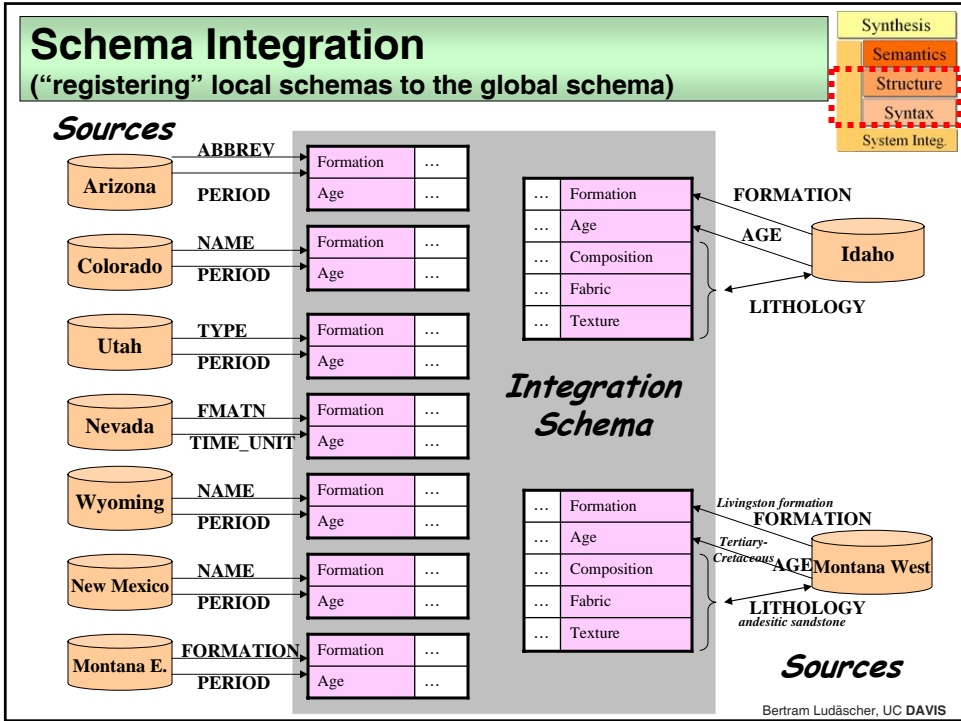 Schema Integration
("registering" local schemas to the global schema)
Synthesis
Semantics
Structure
Syntax
System Integ.
Sources
Arizona
ABBREV
PERIOD
Formation …
Age …
Colorado
NAME
PERIOD
Formation …
Age …
Utah
TYPE
PERIOD
Formation …
Age …
Nevada
FMATN
TIME_UNIT
Formation …
Age …
Wyoming
NAME
PERIOD
Formation …
Age …
New Mexico
NAME
PERIOD
Formation …
Age …
Montana E.
FORMATION
PERIOD
Formation …
Age …
Integration
Schema
… Formation
… Age
… Composition
… Fabric
… Texture
FORMATION
AGE
LITHOLOGY
Idaho
… Formation
… Age
… Composition
… Fabric
… Texture
Livingston formation
FORMATION
Tertiary-
Cretaceous
AGE
Montana West
LITHOLOGY
andesitic sandstone
Sources
Bertram Ludäscher, UC DAVIS